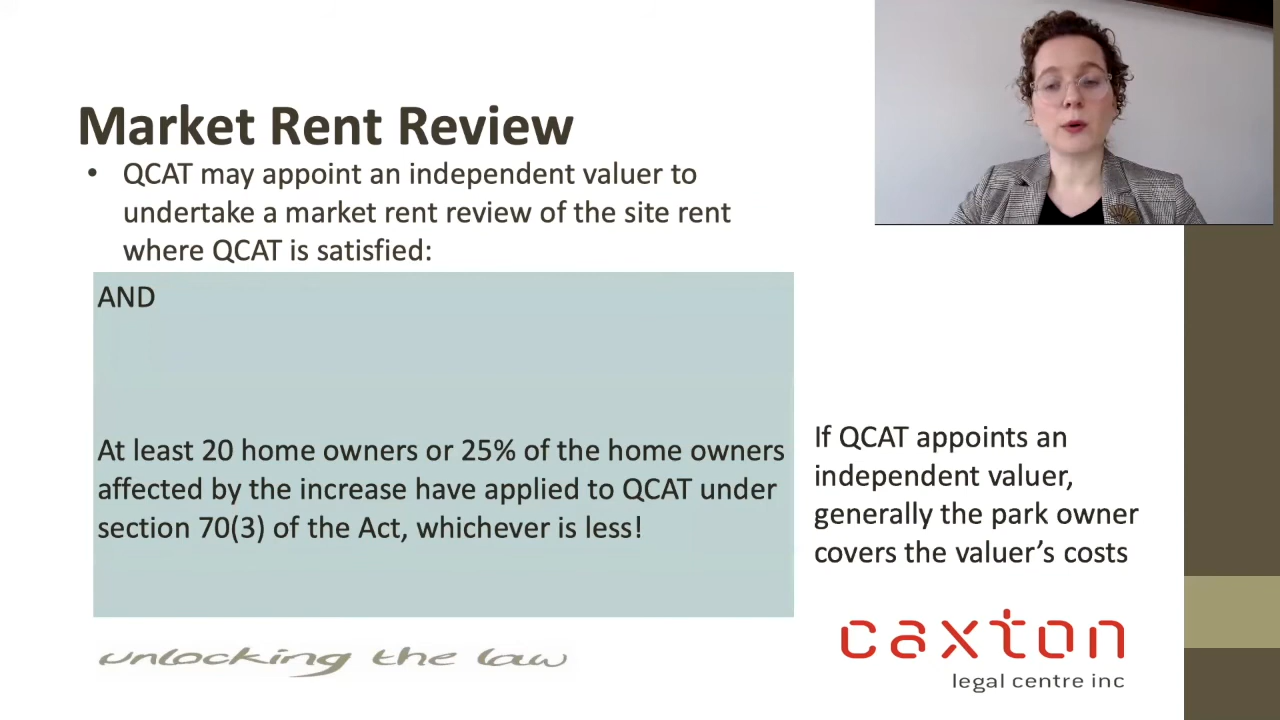 Market Rent Review
• QCAT may appoint an independent valuer to
undertake a market rent review of the site rent
where QCAT is satisfied:
AND
At least 20 home owners or 25% of the home owners
affected by the increase have applied to QCAT under
section 70(3) of the Act, whichever is less!
If QCAT appoints an
independent valuer,
generally the park owner
covers the valuer’s costs
unlocking the law
caxton
legal centre inc